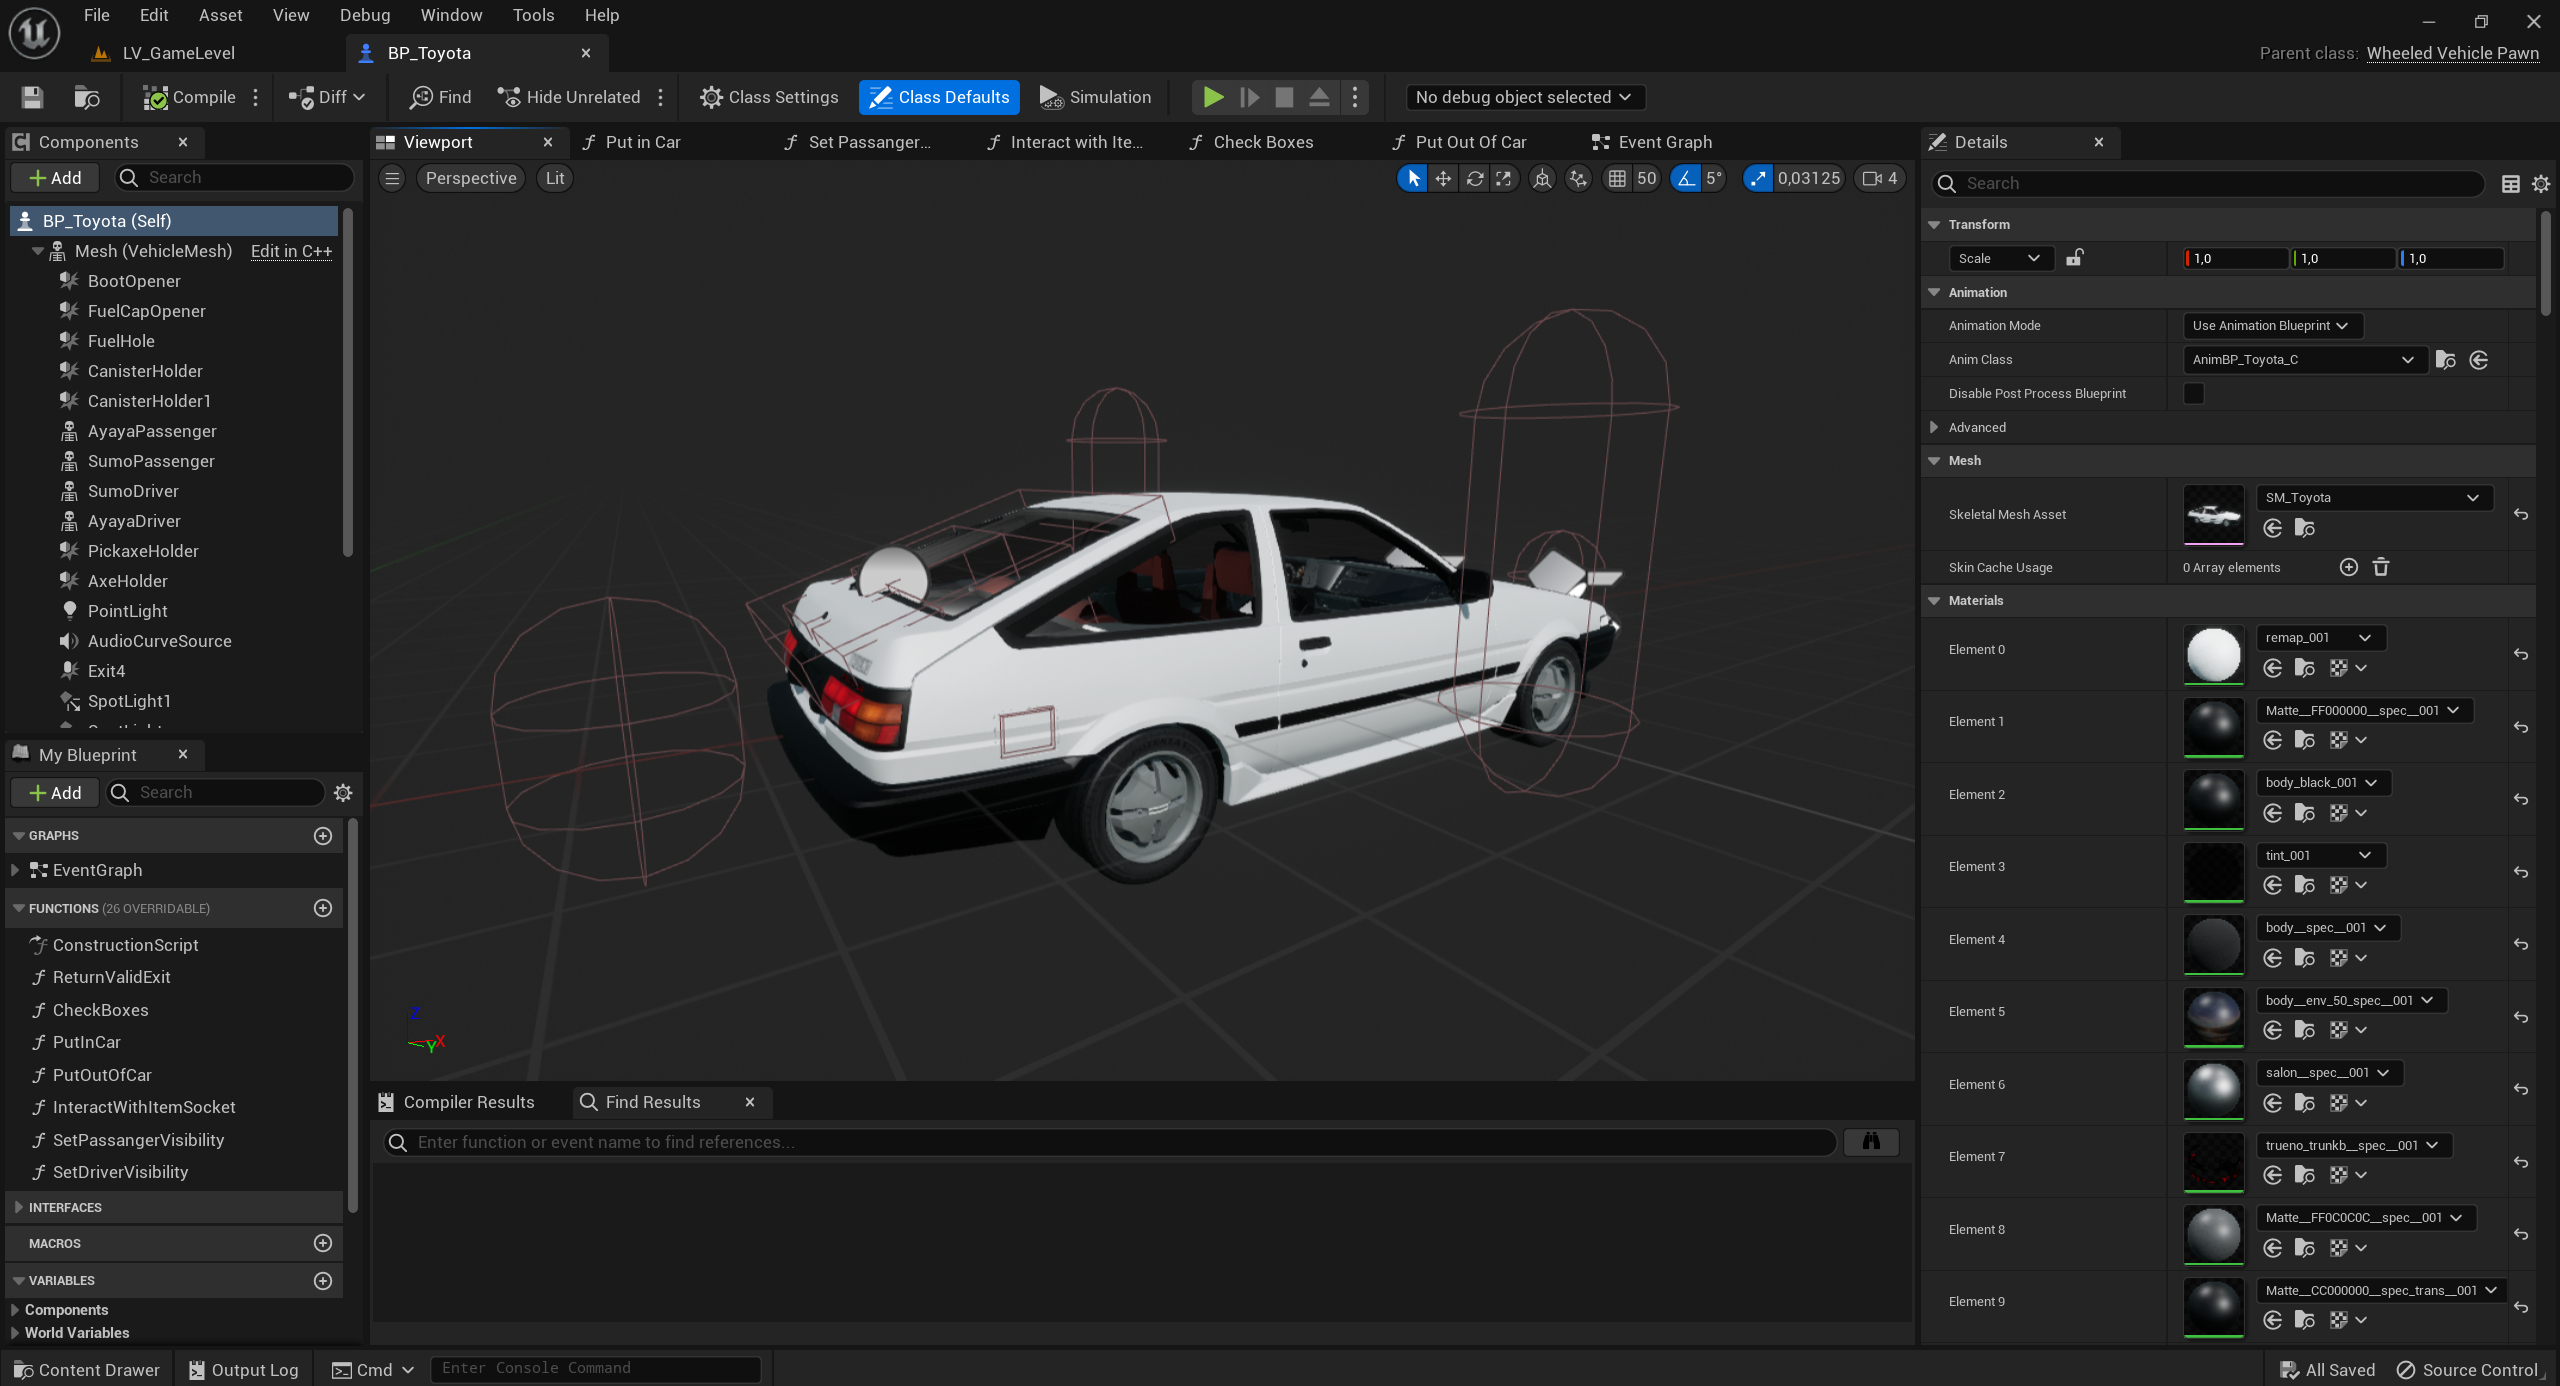 File Edit Asset View Debug Window Tools Help
LV_GameLevel
BP_Toyota
Parent class: Wheeled Vehicle Pawn
Compile
Diff
Find
Hide Unrelated
Class Settings
Class Defaults
Simulation
No debug object selected
Components
Add
Search
BP_Toyota (Self)
Mesh (VehicleMesh) Edit in C++
BootOpener
FuelCapOpener
FuelHole
CanisterHolder
CanisterHolder1
AyayaPassenger
SumoPassenger
SumoDriver
AyayaDriver
PickaxeHolder
AxeHolder
PointLight
AudioCurveSource
Exit4
SpotLight1
My Blueprint
Add
Search
GRAPHS
EventGraph
FUNCTIONS (26 OVERRIDABLE)
ConstructionScript
ReturnValidExit
CheckBoxes
PutInCar
PutOutOfCar
InteractWithItemSocket
SetPassangerVisibility
SetDriverVisibility
INTERFACES
MACROS
VARIABLES
Components
World Variables
Viewport
Put in Car
Set Passanger...
Interact with Ite...
Check Boxes
Put Out Of Car
Event Graph
Perspective
Lit
50
5°
0,03125
4
Z
Y
X
Compiler Results
Find Results
Enter function or event name to find references...
Details
Search
Transform
Scale
1,0
1,0
1,0
Animation
Animation Mode
Use Animation Blueprint
Anim Class
AnimBP_Toyota_C
Disable Post Process Blueprint
Advanced
Mesh
Skeletal Mesh Asset
SM_Toyota
Skin Cache Usage
0 Array elements
Materials
Element 0
remap_001
Element 1
Matte__FF000000__spec__001
Element 2
body_black_001
Element 3
tint_001
Element 4
body__spec__001
Element 5
body__env_50_spec__001
Element 6
salon__spec__001
Element 7
trueno_trunkb__spec__001
Element 8
Matte__FF0C0C0C__spec__001
Element 9
Matte__CC000000__spec_trans__001
Content Drawer
Output Log
Cmd
Enter Console Command
All Saved
Source Control